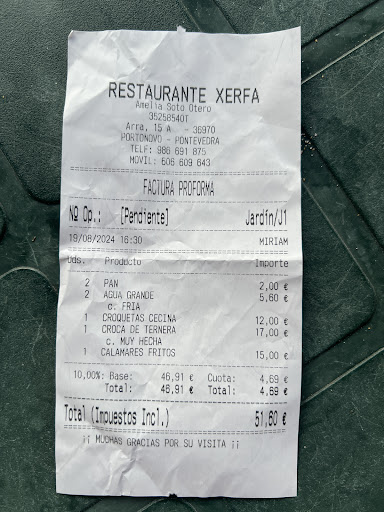 RESTAURANTE XERFA
Amelia Soto Otero
35258540T
Arra, 15 A - 36970
PORTONOVO - PONTEVEDRA
TELF: 986 691 875
MOVIL: 606 609 643
FACTURA PROFORMA
Nº Op.: [Pendiente] Jardín/J1
19/08/2024 16:30 MIRIAM
Uds. Producto Importe
2 PAN 2,00 €
2 AGUA GRANDE 5,60 €
c. FRIA
1 CROQUETAS CECINA 12,00 €
1 CROCA DE TERNERA 17,00 €
c. MUY HECHA
1 CALAMARES FRITOS 15,00 €
10,00%: Base: 46,91 € Cuota: 4,69 €
Total: 46,91 € Total: 4,69 €
Total (Impuestos Incl.) 51,60 €
¡¡ MUCHAS GRACIAS POR SU VISITA ¡¡